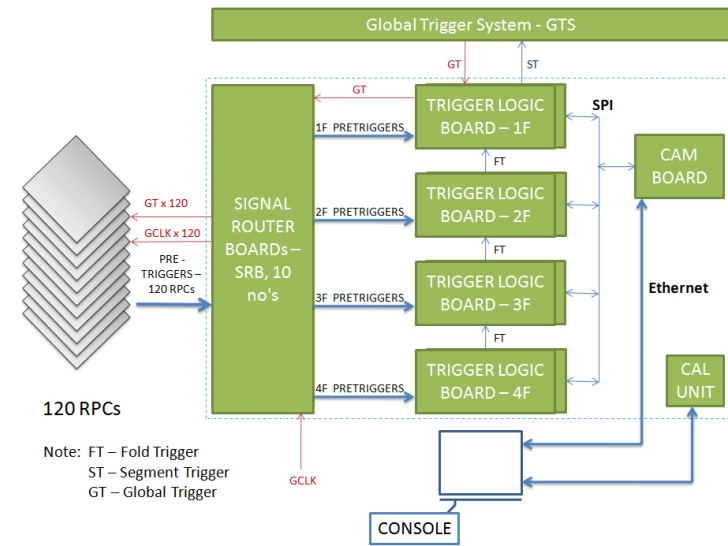 Global Trigger System - GTS
GT
ST
GT
TRIGGER LOGIC
BOARD – 1F
SPI
1F PRETRIGGERS
CAM
BOARD
FT
GT x 120
SIGNAL
ROUTER
BOARDs –
SRB, 10
no's
2F PRETRIGGERS
TRIGGER LOGIC
BOARD – 2F
GCLK x 120
FT
PRE -
TRIGGERS –
120 RPCs
TRIGGER LOGIC
BOARD – 3F
Ethernet
3F PRETRIGGERS
FT
TRIGGER LOGIC
BOARD – 4F
4F PRETRIGGERS
CAL
UNIT
120 RPCs
Note: FT – Fold Trigger
ST – Segment Trigger
GT – Global Trigger
GCLK
CONSOLE